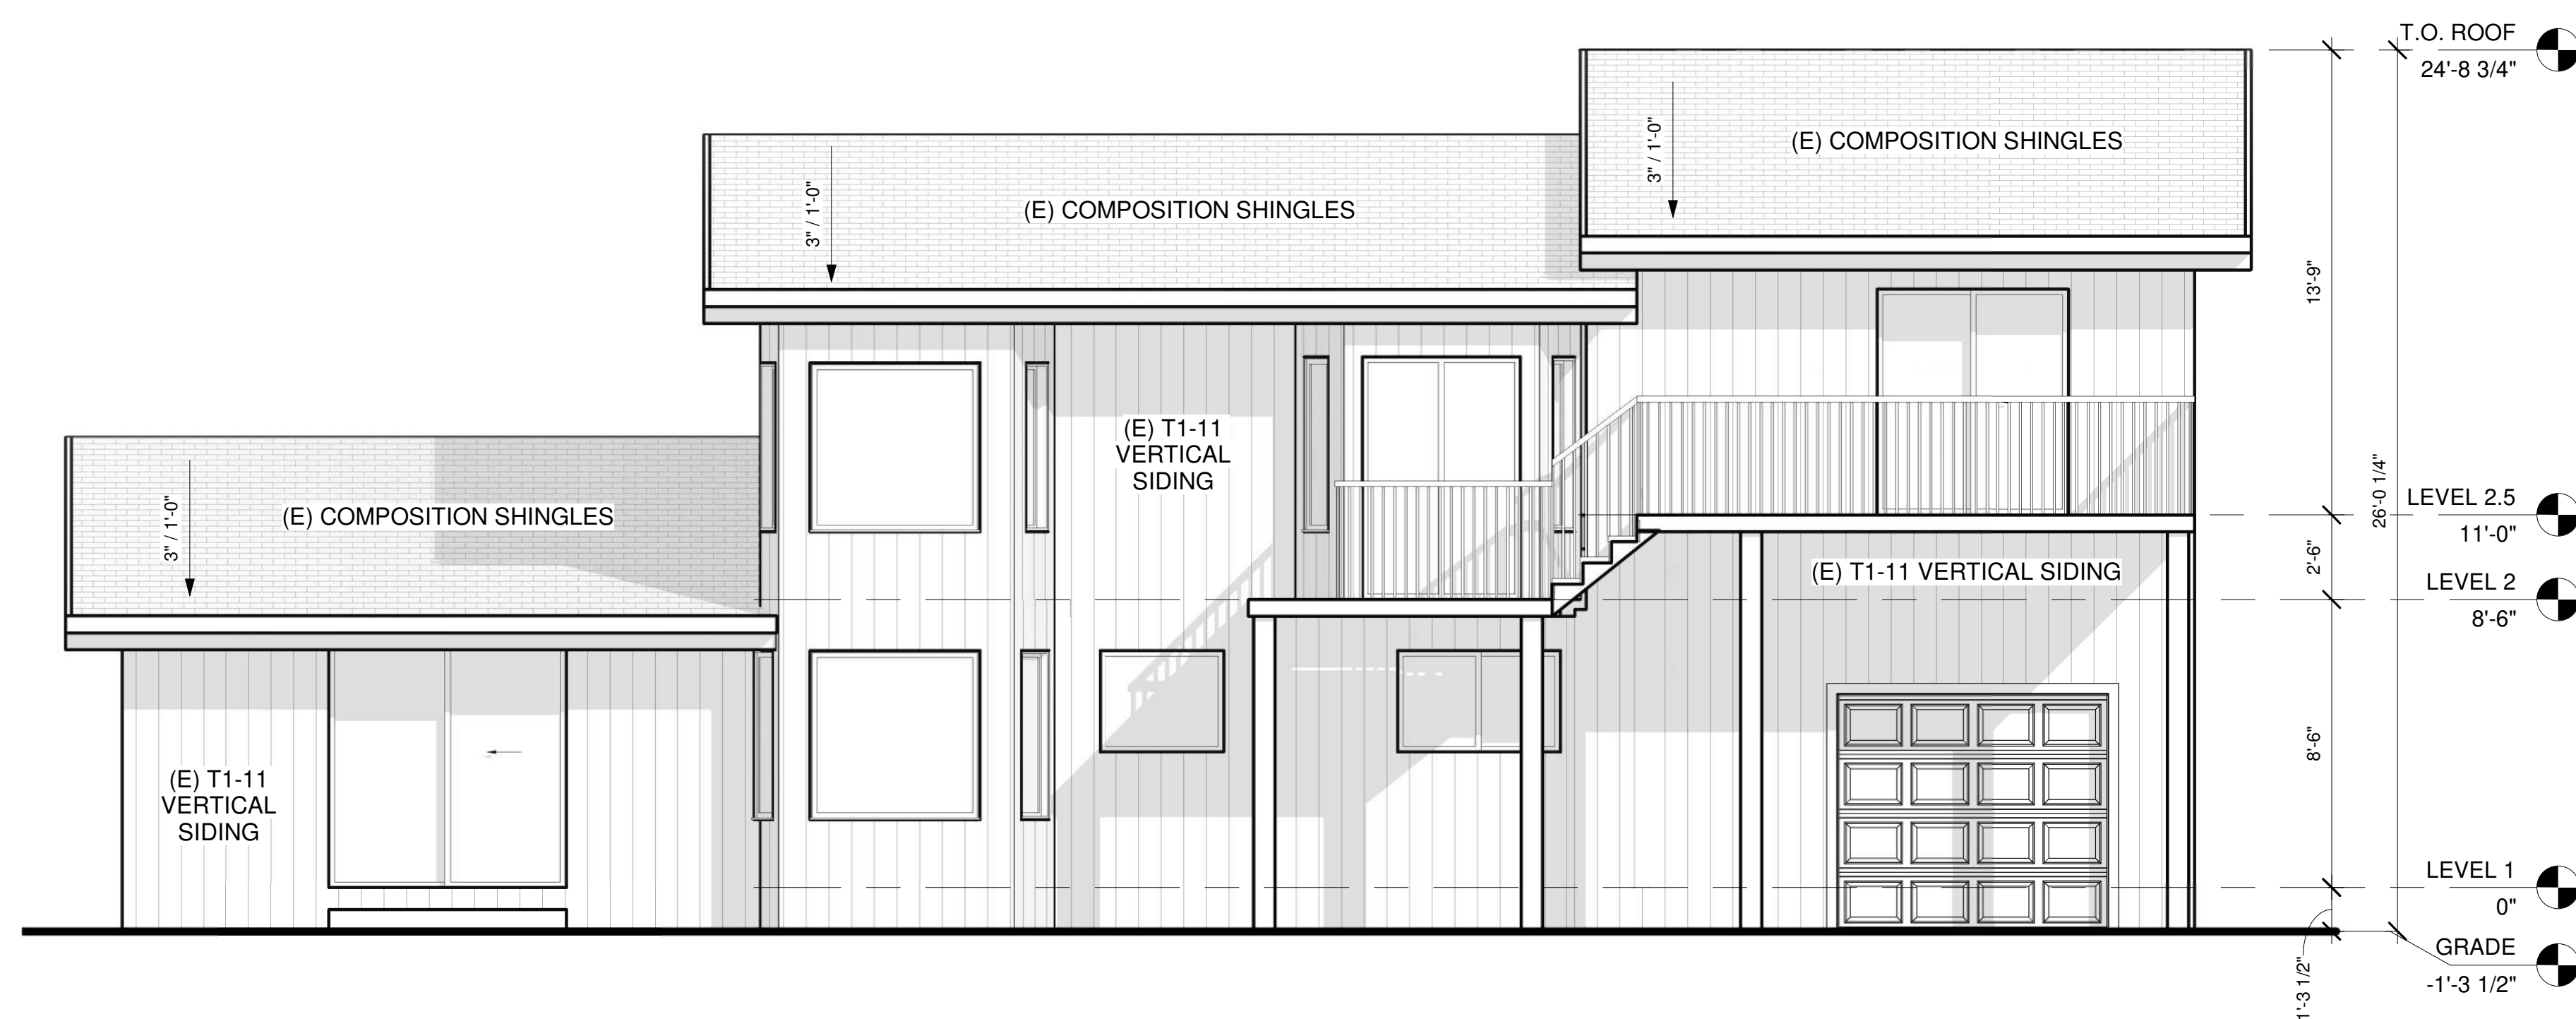 T.O. ROOF
24'-8 3/4"
(E) COMPOSITION SHINGLES
3" / 1'-0"
(E) COMPOSITION SHINGLES
3" / 1'-0"
13'-9"
(E) T1-11
VERTICAL
SIDING
26'-0 1/4"
LEVEL 2.5
11'-0"
(E) COMPOSITION SHINGLES
3" / 1'-0"
(E) T1-11 VERTICAL SIDING
2'-6"
LEVEL 2
8'-6"
8'-6"
(E) T1-11
VERTICAL
SIDING
LEVEL 1
0"
GRADE
-1'-3 1/2"
1'-3 1/2"